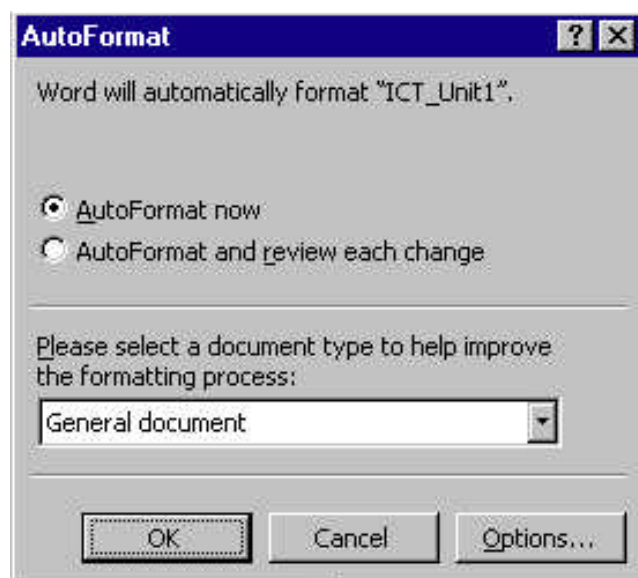 AutoFormat
Word will automatically format "ICT_Unit1".
AutoFormat now
AutoFormat and review each change
Please select a document type to help improve
the formatting process:
General document
OK
Cancel
Options...